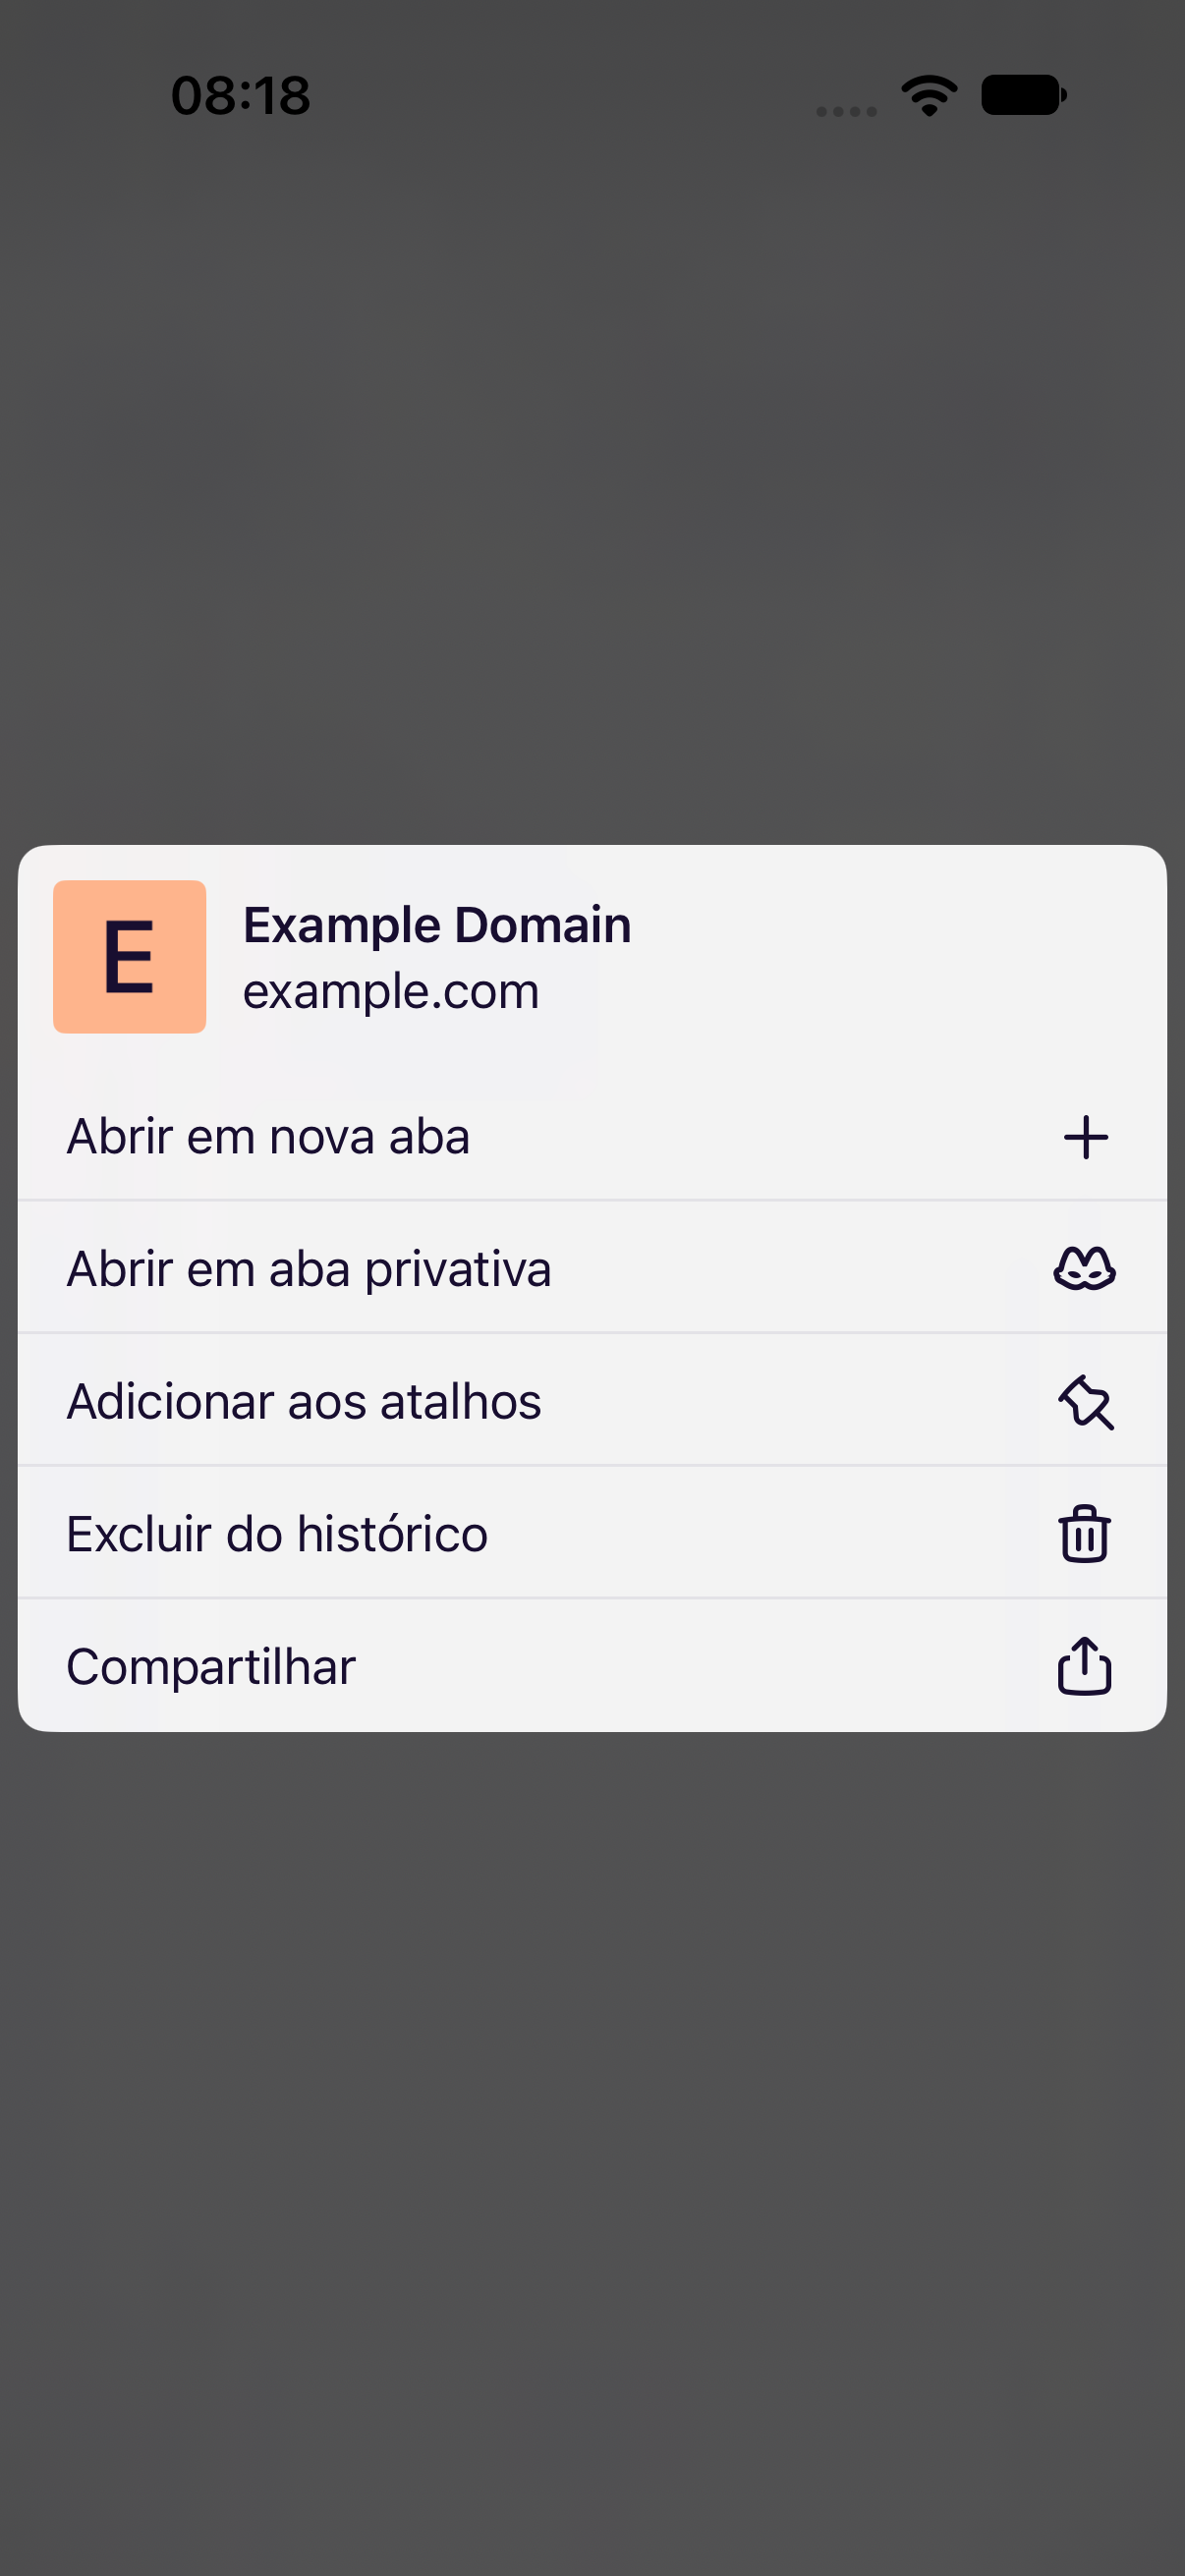 08:18
E
Example Domain
example.com
Abrir em nova aba
Abrir em aba privativa
Adicionar aos atalhos
Excluir do histórico
Compartilhar